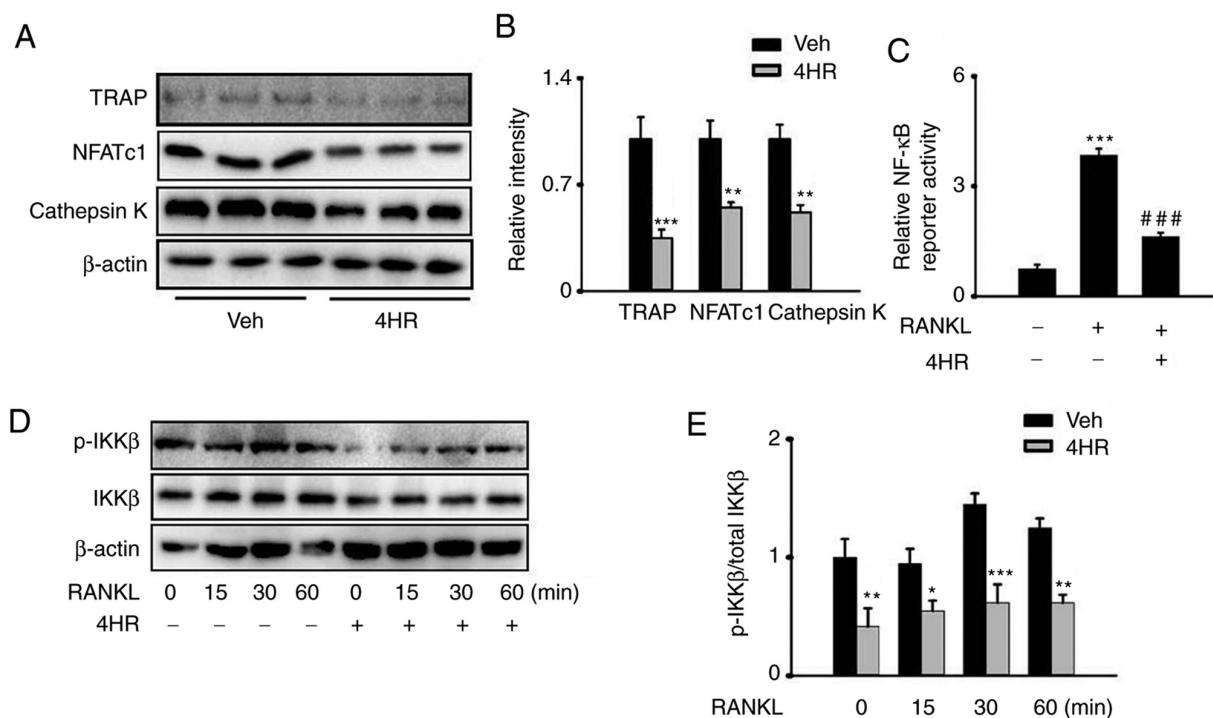 A
TRAP
NFATc1
Cathepsin K
β-actin
Veh 4HR
B
Veh
4HR
Relative intensity
1.4
0.7
0
***
**
**
TRAP NFATc1 Cathepsin K
C
Relative NF-κB
reporter activity
6
3
0
***
###
RANKL – + +
4HR – – +
D
p-IKKβ
IKKβ
β-actin
RANKL 0 15 30 60 0 15 30 60 (min)
4HR – – – – + + + +
E
Veh
4HR
p-IKKβ/total IKKβ
2
1
0
**
*
***
**
RANKL 0 15 30 60 (min)